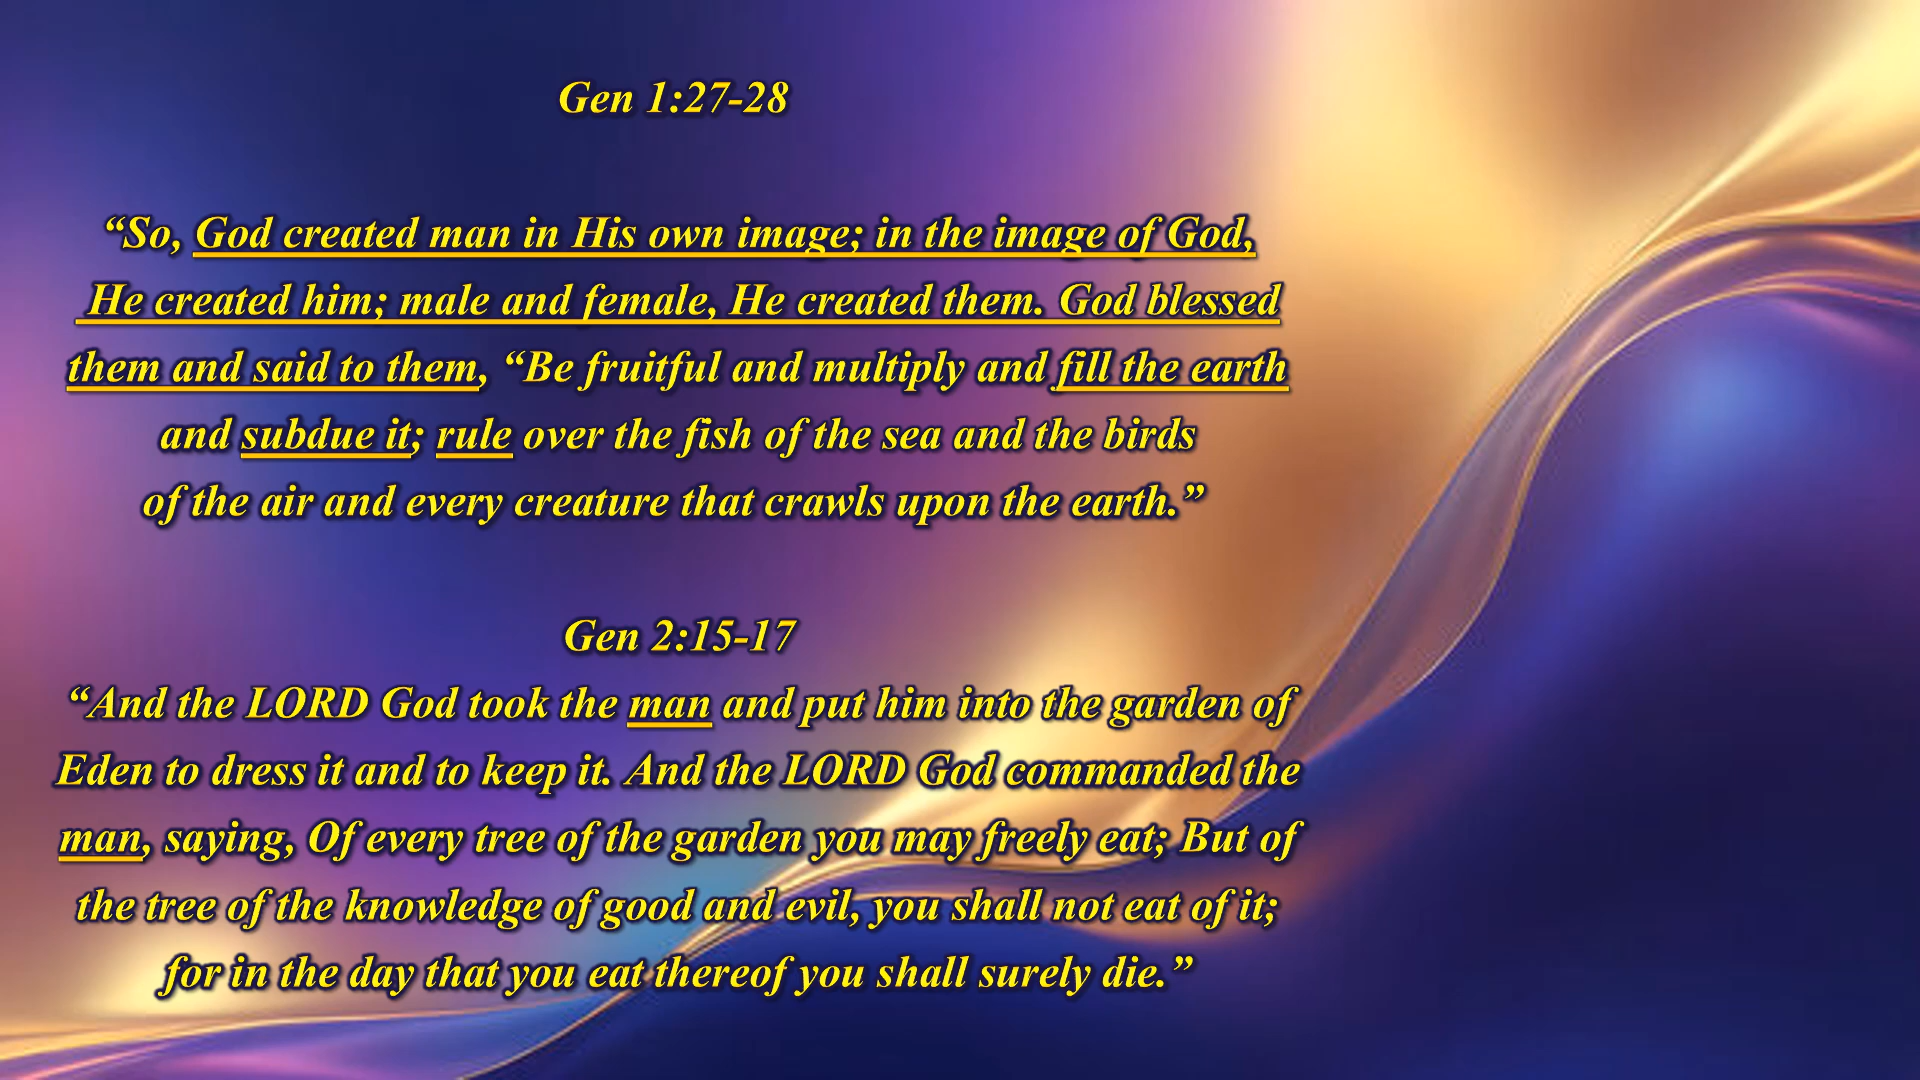 Gen 1:27-28
“So, God created man in His own image; in the image of God,
He created him; male and female, He created them. God blessed
them and said to them, “Be fruitful and multiply and fill the earth
and subdue it; rule over the fish of the sea and the birds
of the air and every creature that crawls upon the earth.”
Gen 2:15-17
“And the LORD God took the man and put him into the garden of
Eden to dress it and to keep it. And the LORD God commanded the
man, saying, Of every tree of the garden you may freely eat; But of
the tree of the knowledge of good and evil, you shall not eat of it;
for in the day that you eat thereof you shall surely die.”